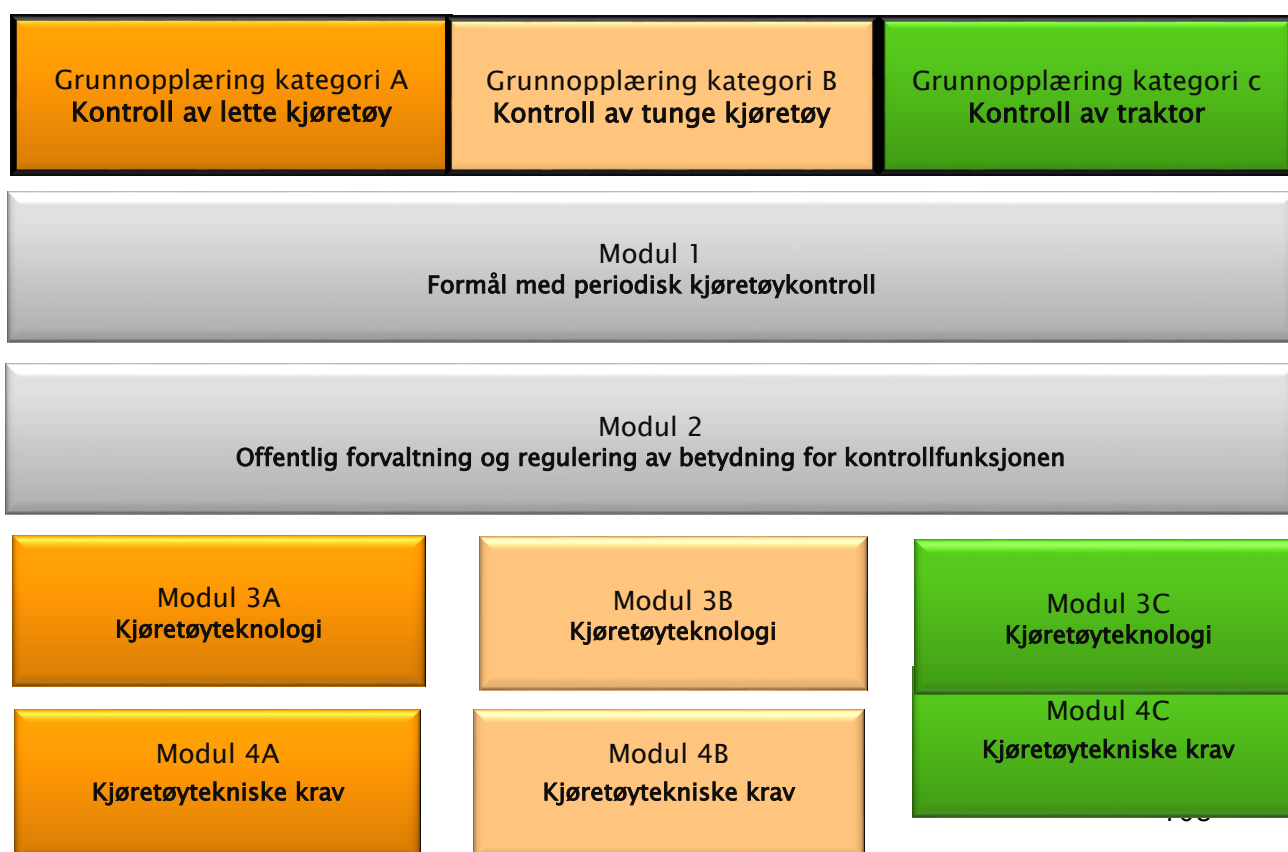 Grunnopplæring kategori A
Kontroll av lette kjøretøy
Grunnopplæring kategori B
Kontroll av tunge kjøretøy
Grunnopplæring kategori c
Kontroll av traktor
Modul 1
Formål med periodisk kjøretøykontroll
Modul 2
Offentlig forvaltning og regulering av betydning for kontrollfunksjonen
Modul 3A
Kjøretøyteknologi
Modul 3B
Kjøretøyteknologi
Modul 3C
Kjøretøyteknologi
Modul 4A
Kjøretøytekniske krav
Modul 4B
Kjøretøytekniske krav
Modul 4C
Kjøretøytekniske krav